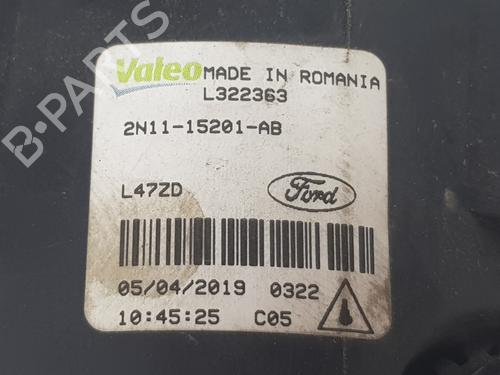 Valeo MADE IN ROMANIA
L322363
2N11-15201-AB
L47ZD
Ford
05/04/2019 0322
10:45:25 C05
B-PARTS